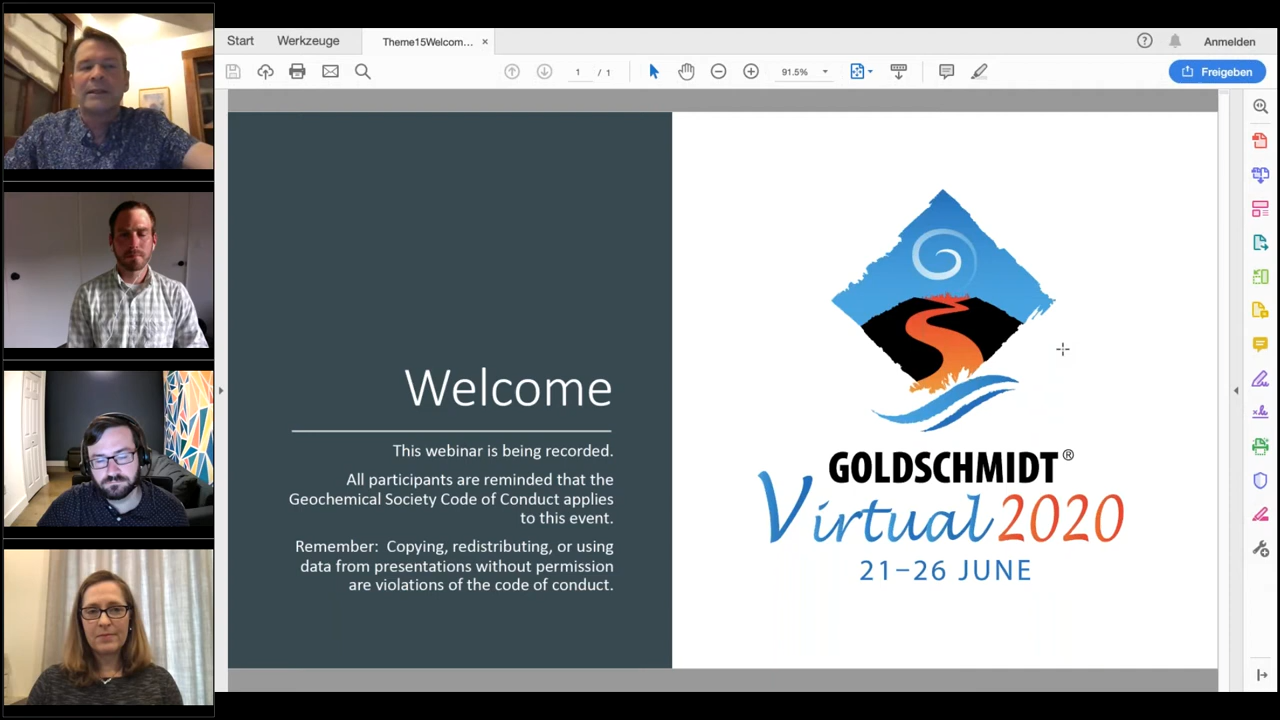 Start Werkzeuge Theme15Welcom... × Anmelden
1 / 1 91.5% Freigeben
Welcome
This webinar is being recorded.
All participants are reminded that the
Geochemical Society Code of Conduct applies
to this event.
Remember: Copying, redistributing, or using
data from presentations without permission
are violations of the code of conduct.
GOLDSCHMIDT®
Virtual 2020
21–26 JUNE